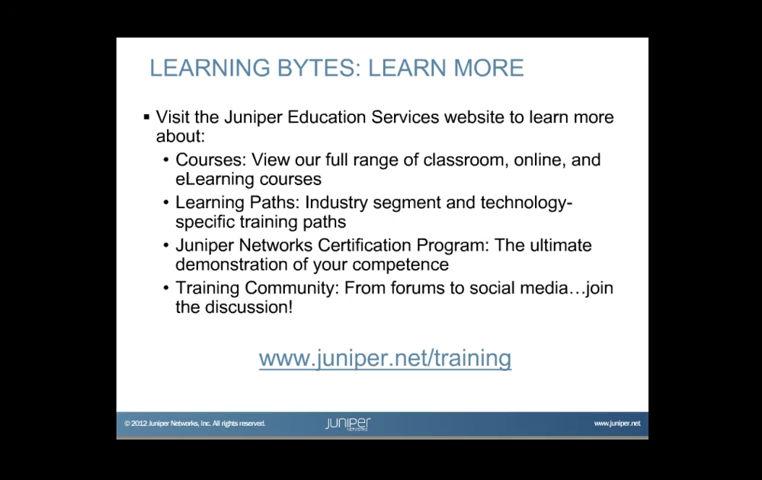 LEARNING BYTES: LEARN MORE
▪ Visit the Juniper Education Services website to learn more
about:
• Courses: View our full range of classroom, online, and
eLearning courses
• Learning Paths: Industry segment and technology-
specific training paths
• Juniper Networks Certification Program: The ultimate
demonstration of your competence
• Training Community: From forums to social media…join
the discussion!
www.juniper.net/training
© 2012 Juniper Networks, Inc. All rights reserved.
JUNIPER
NETWORKS
www.juniper.net